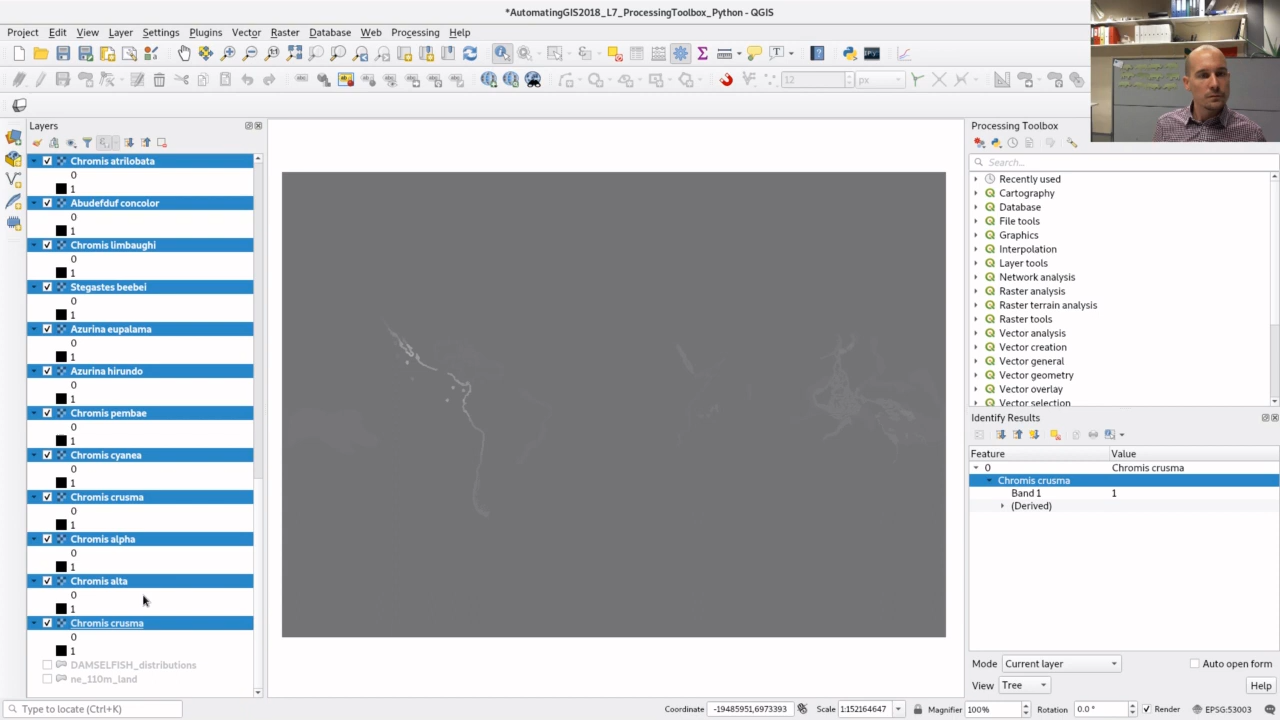 *AutomatingGIS2018_L7_ProcessingToolbox_Python - QGIS
Project Edit View Layer Settings Plugins Vector Raster Database Web Processing Help
12 px
Layers
Chromis atrilobata
0
1
Abudefduf concolor
0
1
Chromis limbaughi
0
1
Stegastes beebei
0
1
Azurina eupalama
0
1
Azurina hirundo
0
1
Chromis pembae
0
1
Chromis cyanea
0
1
Chromis crusma
0
1
Chromis alpha
0
1
Chromis alta
0
1
Chromis crusma
0
1
DAMSELFISH_distributions
ne_110m_land
Processing Toolbox
Search...
Recently used
Cartography
Database
File tools
Graphics
Interpolation
Layer tools
Network analysis
Raster analysis
Raster terrain analysis
Raster tools
Vector analysis
Vector creation
Vector general
Vector geometry
Vector overlay
Vector selection
Identify Results
Feature Value
0 Chromis crusma
Chromis crusma
Band 1 1
(Derived)
Mode Current layer Auto open form
View Tree Help
Type to locate (Ctrl+K) Coordinate -19485951,6973393 Scale 1:152164647 Magnifier 100% Rotation 0.0 ° Render EPSG:53003